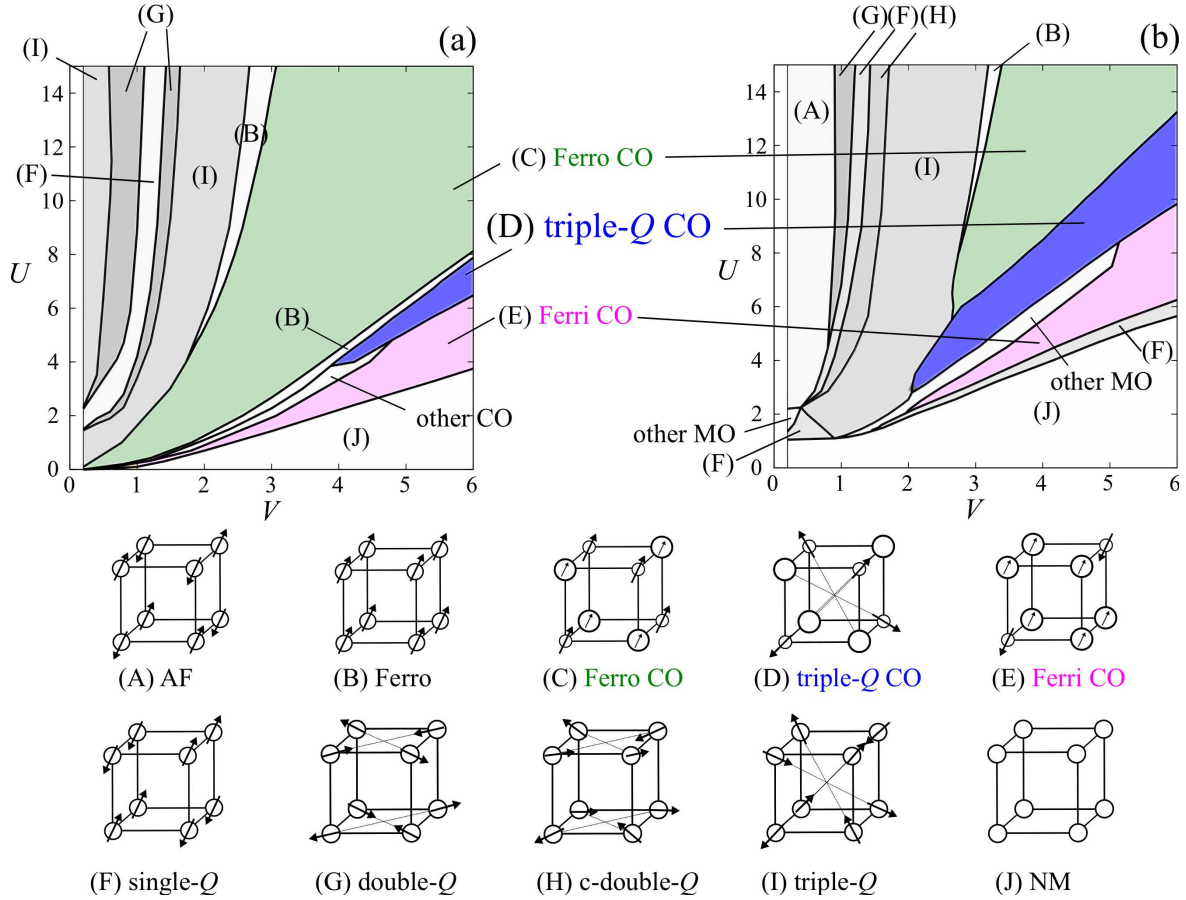 (G)
(I)
(a)
(G)(F)(H)
(B)
(b)
14
12
10
8
6
4
2
0
U
(F)
(I)
(B)
(B)
(J)
other CO
0 1 2 3 4 5 6
V
(C) Ferro CO
(D) triple-Q CO
(E) Ferri CO
14
12
10
8
6
4
2
0
U
(A)
(I)
(F)
other MO
(J)
other MO
(F)
0 1 2 3 4 5 6
V
(A) AF
(B) Ferro
(C) Ferro CO
(D) triple-Q CO
(E) Ferri CO
(F) single-Q
(G) double-Q
(H) c-double-Q
(I) triple-Q
(J) NM